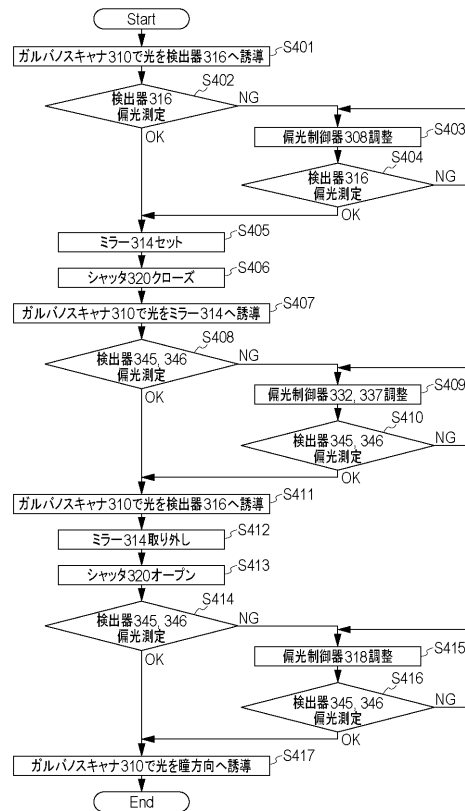 Start
ガルバノスキャナ310で光を検出器316へ誘導
S401
S402
検出器316
偏光測定
NG
OK
偏光制御器308調整
S403
S404
検出器316
偏光測定
NG
OK
ミラー314セット
S405
シャッタ320クローズ
S406
ガルバノスキャナ310で光をミラー314へ誘導
S407
S408
検出器345, 346
偏光測定
NG
OK
偏光制御器332, 337調整
S409
S410
検出器345, 346
偏光測定
NG
OK
ガルバノスキャナ310で光を検出器316へ誘導
S411
ミラー314取り外し
S412
シャッタ320オープン
S413
S414
検出器345, 346
偏光測定
NG
OK
偏光制御器318調整
S415
S416
検出器345, 346
偏光測定
NG
OK
ガルバノスキャナ310で光を瞳方向へ誘導
S417
End